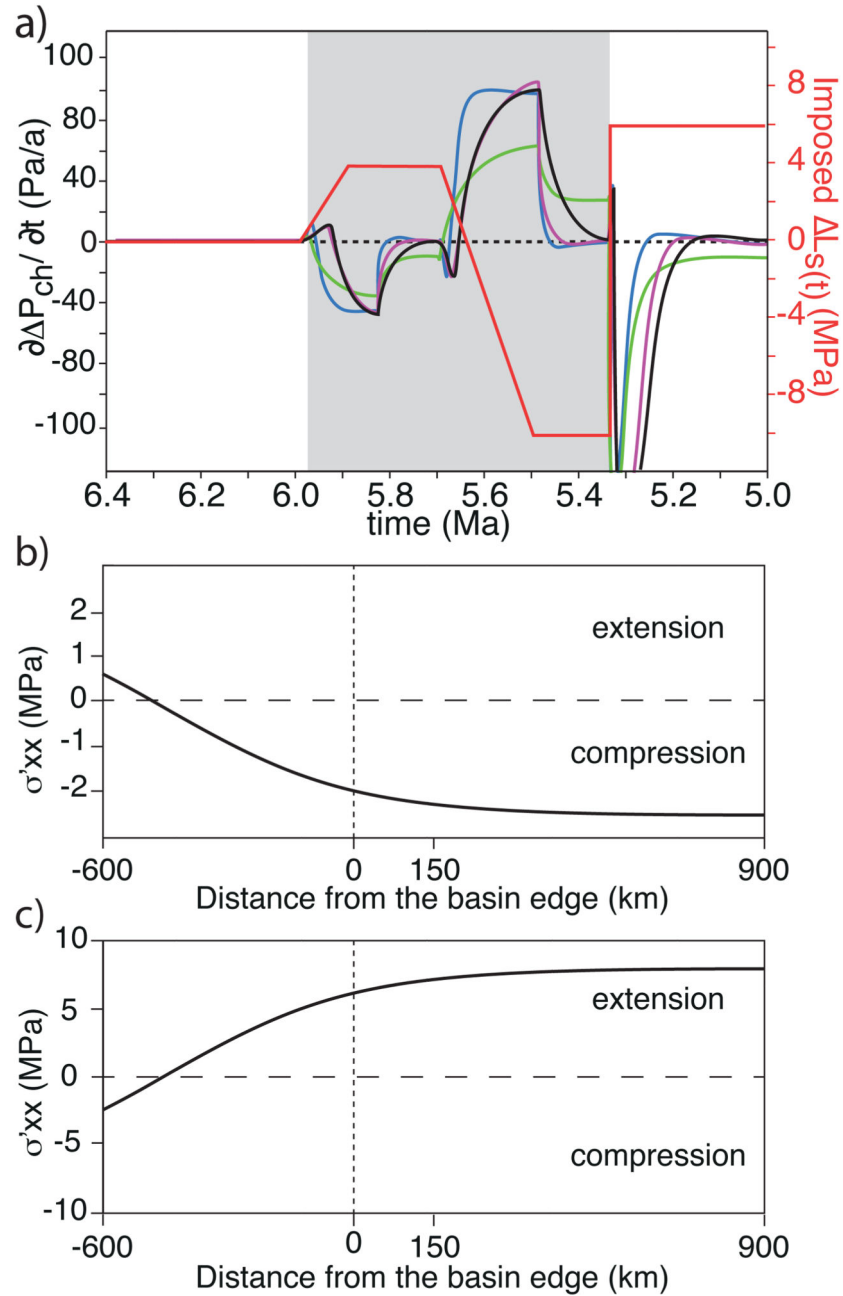 a)
100
80
40
0
-40
-80
-100
∂ΔP_ch/ ∂t (Pa/a)
8
4
0
-4
-8
Imposed ΔLs(t) (MPa)
6.4 6.0 5.8 5.6 5.4 5.2 5.0
time (Ma)
b)
2
1
0
-1
-2
σ'xx (MPa)
extension
compression
-600 0 150 900
Distance from the basin edge (km)
c)
10
5
0
-5
-10
σ'xx (MPa)
extension
compression
-600 0 150 900
Distance from the basin edge (km)